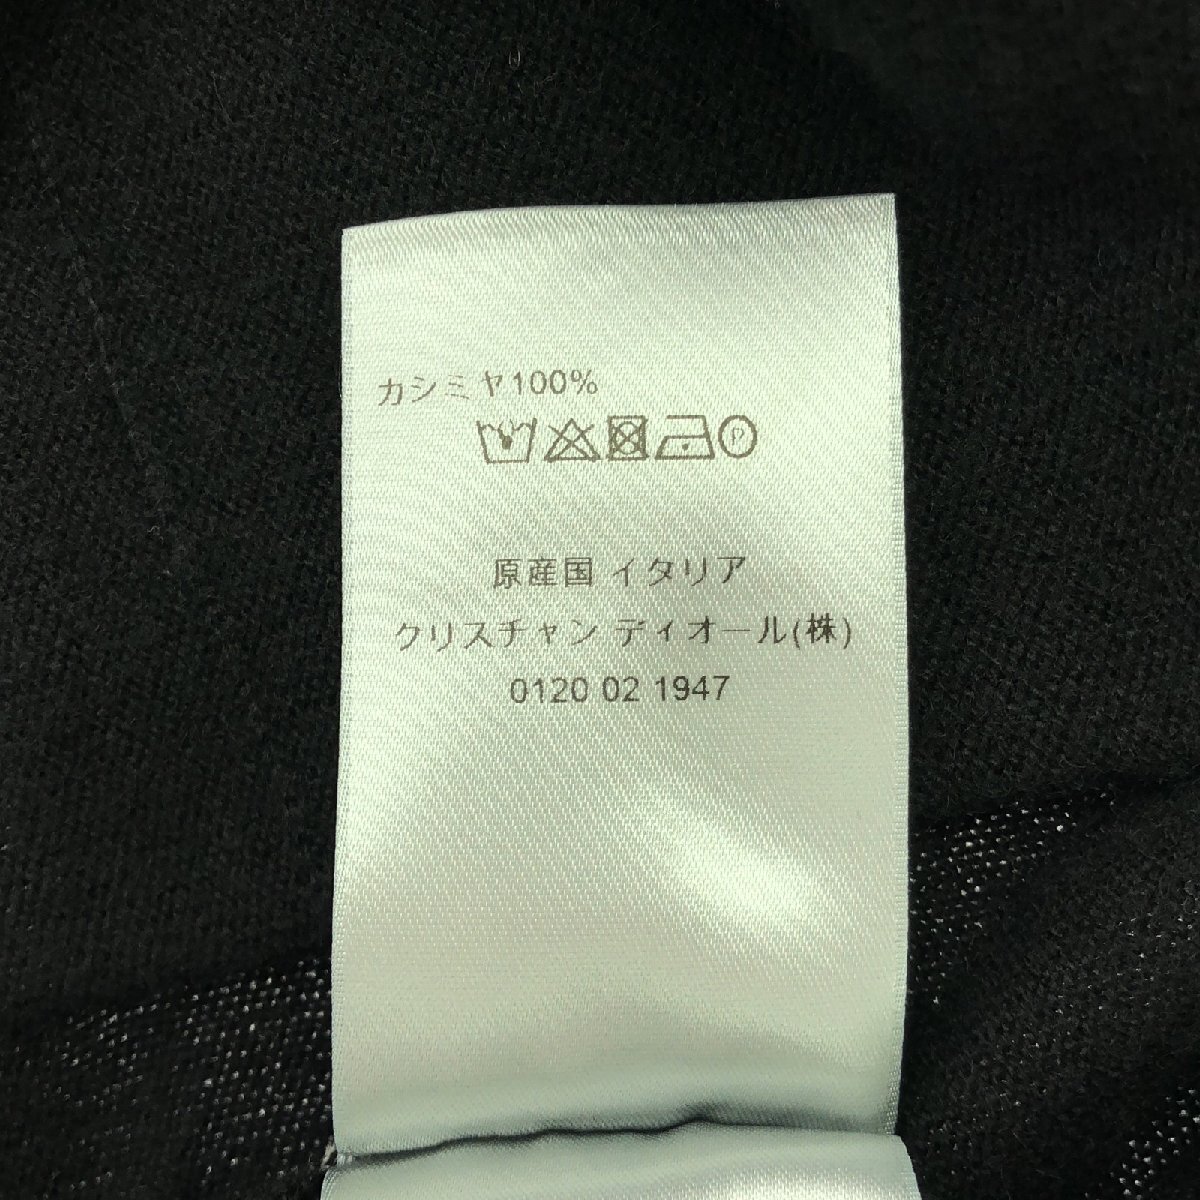 カシミヤ100%
P
原産国 イタリア
クリスチャン ディオール(株)
0120 02 1947